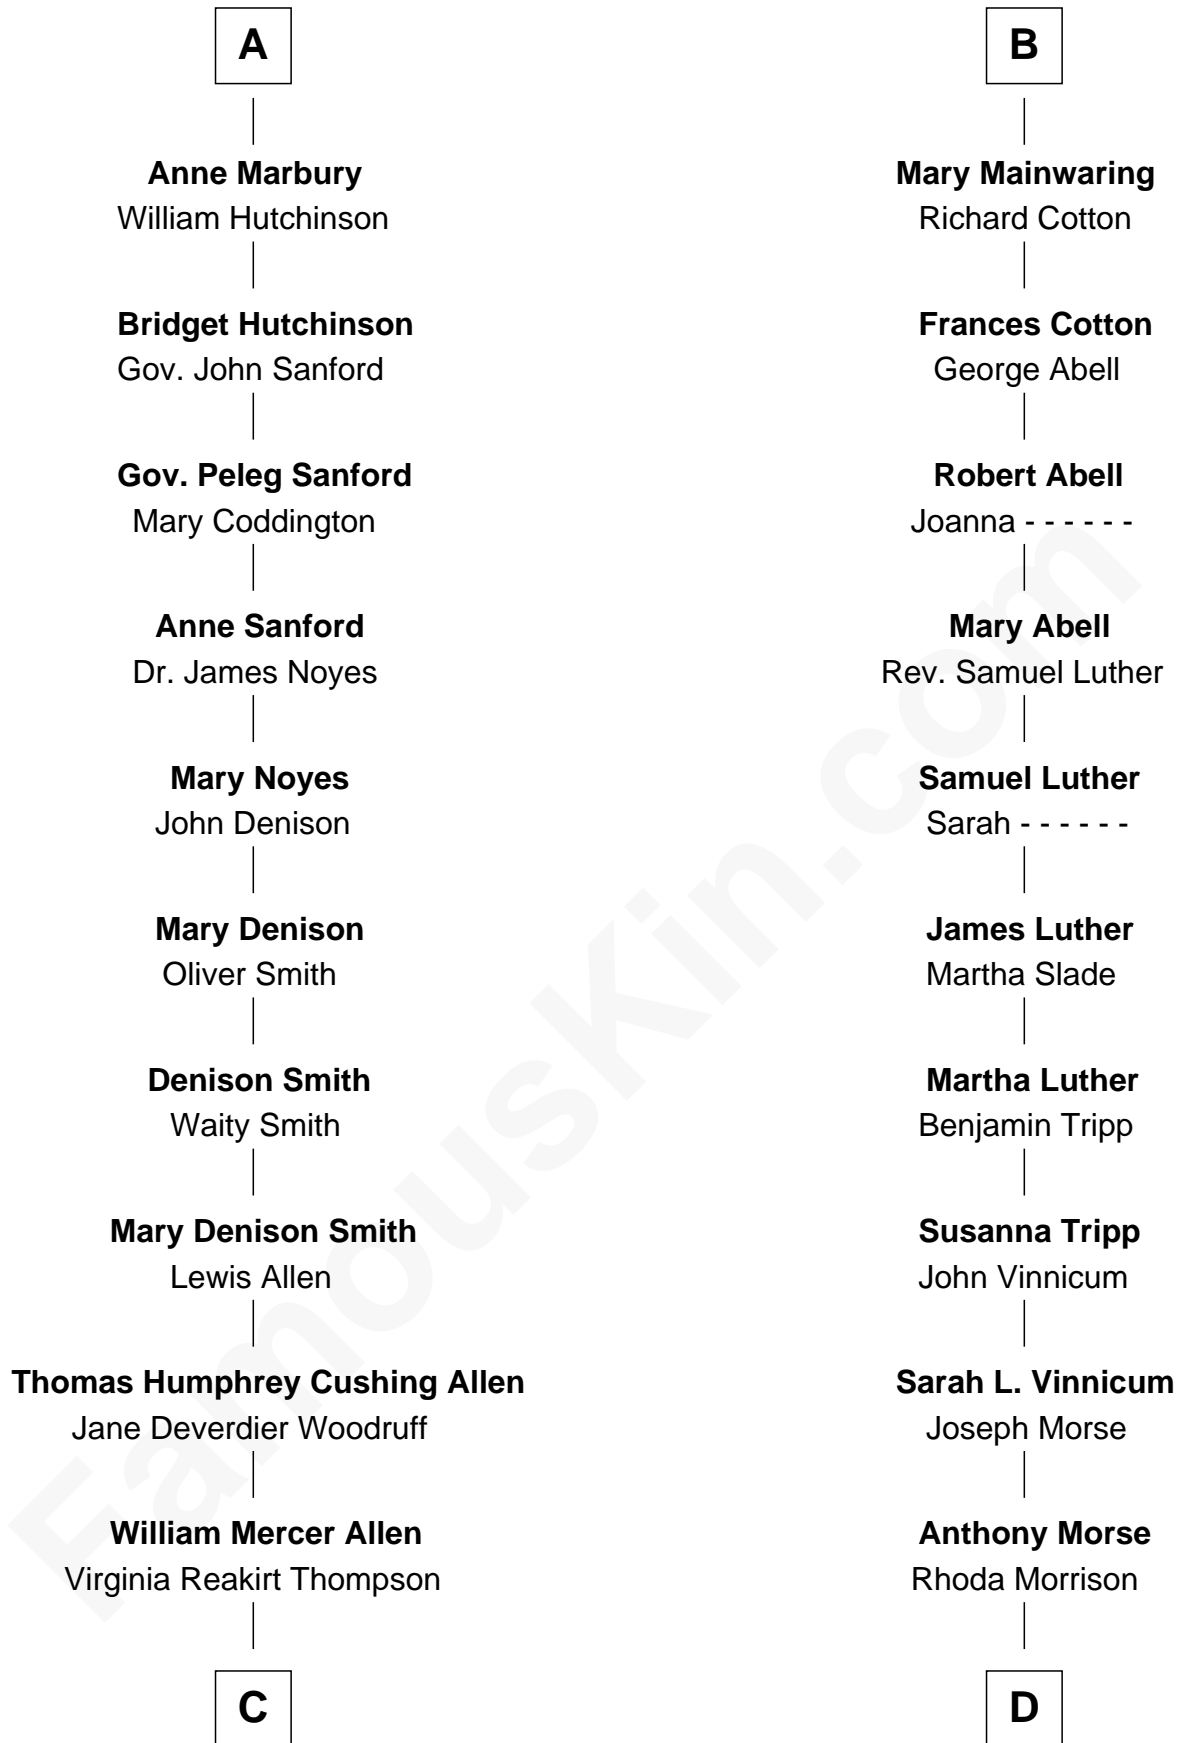 A
Anne Marbury
William Hutchinson
Bridget Hutchinson
Gov. John Sanford
Gov. Peleg Sanford
Mary Coddington
Anne Sanford
Dr. James Noyes
Mary Noyes
John Denison
Mary Denison
Oliver Smith
Denison Smith
Waity Smith
Mary Denison Smith
Lewis Allen
Thomas Humphrey Cushing Allen
Jane Deverdier Woodruff
William Mercer Allen
Virginia Reakirt Thompson
C
B
Mary Mainwaring
Richard Cotton
Frances Cotton
George Abell
Robert Abell
Joanna - - - - - -
Mary Abell
Rev. Samuel Luther
Samuel Luther
Sarah - - - - - -
James Luther
Martha Slade
Martha Luther
Benjamin Tripp
Susanna Tripp
John Vinnicum
Sarah L. Vinnicum
Joseph Morse
Anthony Morse
Rhoda Morrison
D
FamousKin.com